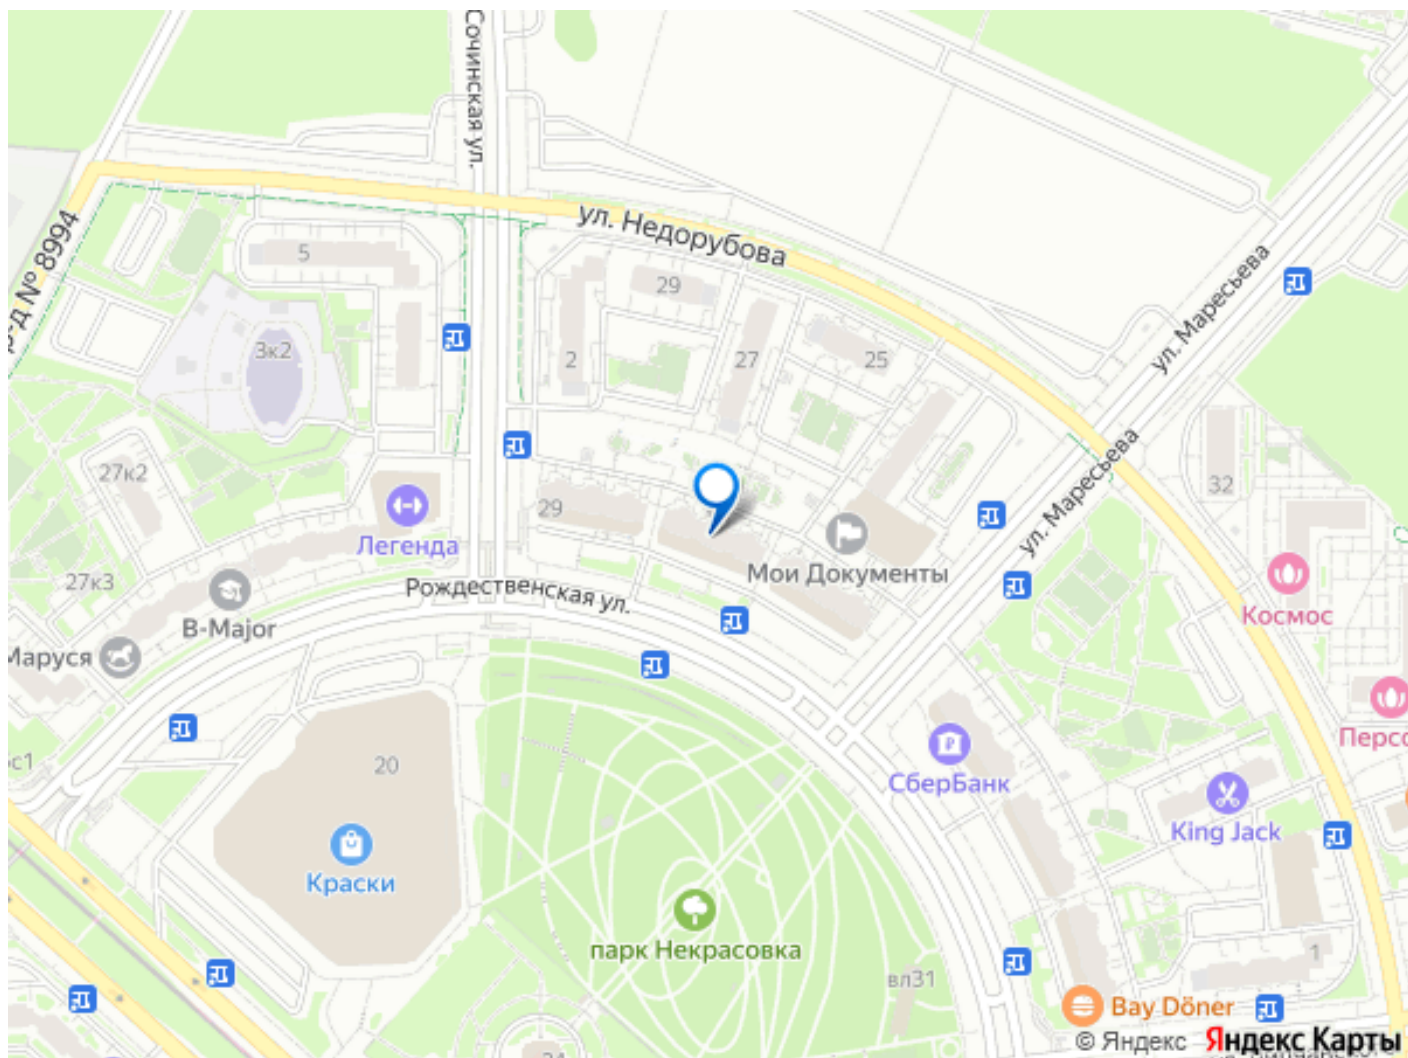 Сочинская ул.
ул. Недорубова
№ 8994
ул. Маресьева
5
29
3к2
2
27
25
ул. Маресьева
27к2
29
32
Легенда
Мои Документы
Космос
27к3
Рождественская ул.
B-Major
Маруся
Персо
с1
20
СберБанк
King Jack
Краски
парк Некрасовка
вл31
1
Bay Döner
© Яндекс Яндекс Карты